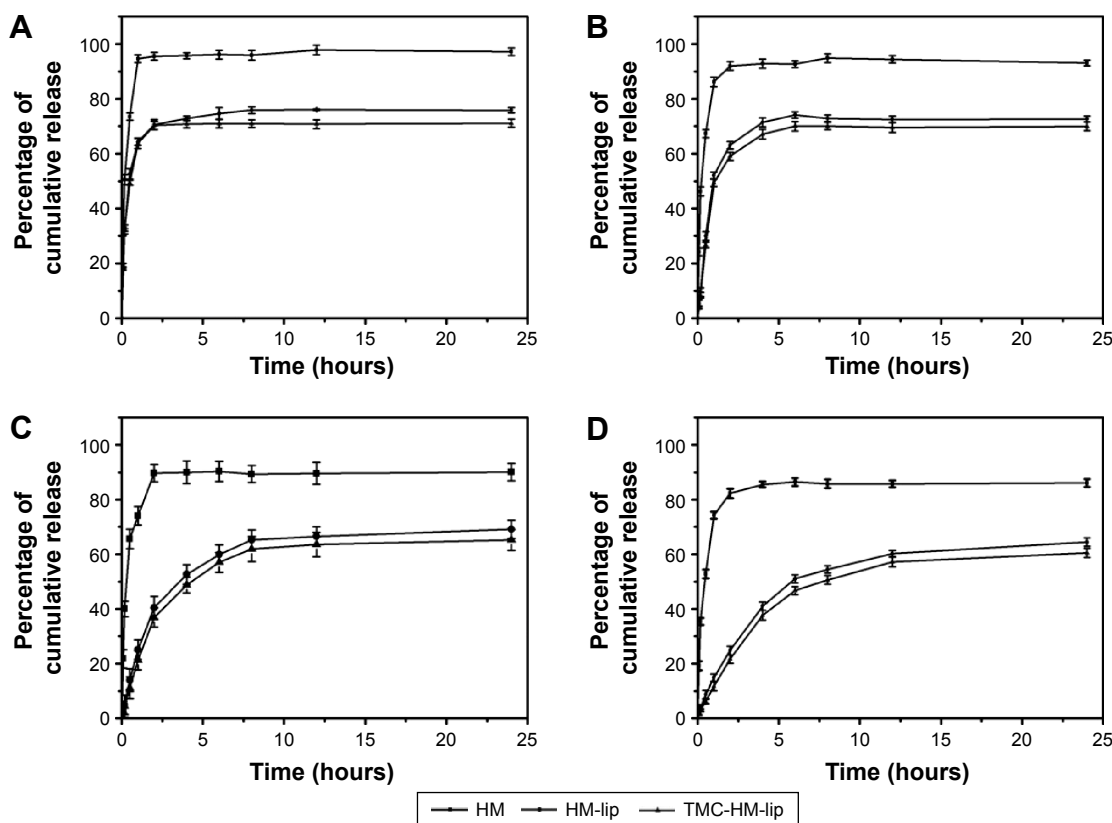 A
Percentage of
cumulative release
100
80
60
40
20
0
0 5 10 15 20 25
Time (hours)
B
Percentage of
cumulative release
100
80
60
40
20
0
0 5 10 15 20 25
Time (hours)
C
Percentage of
cumulative release
100
80
60
40
20
0
0 5 10 15 20 25
Time (hours)
D
Percentage of
cumulative release
100
80
60
40
20
0
0 5 10 15 20 25
Time (hours)
HM HM-lip TMC-HM-lip